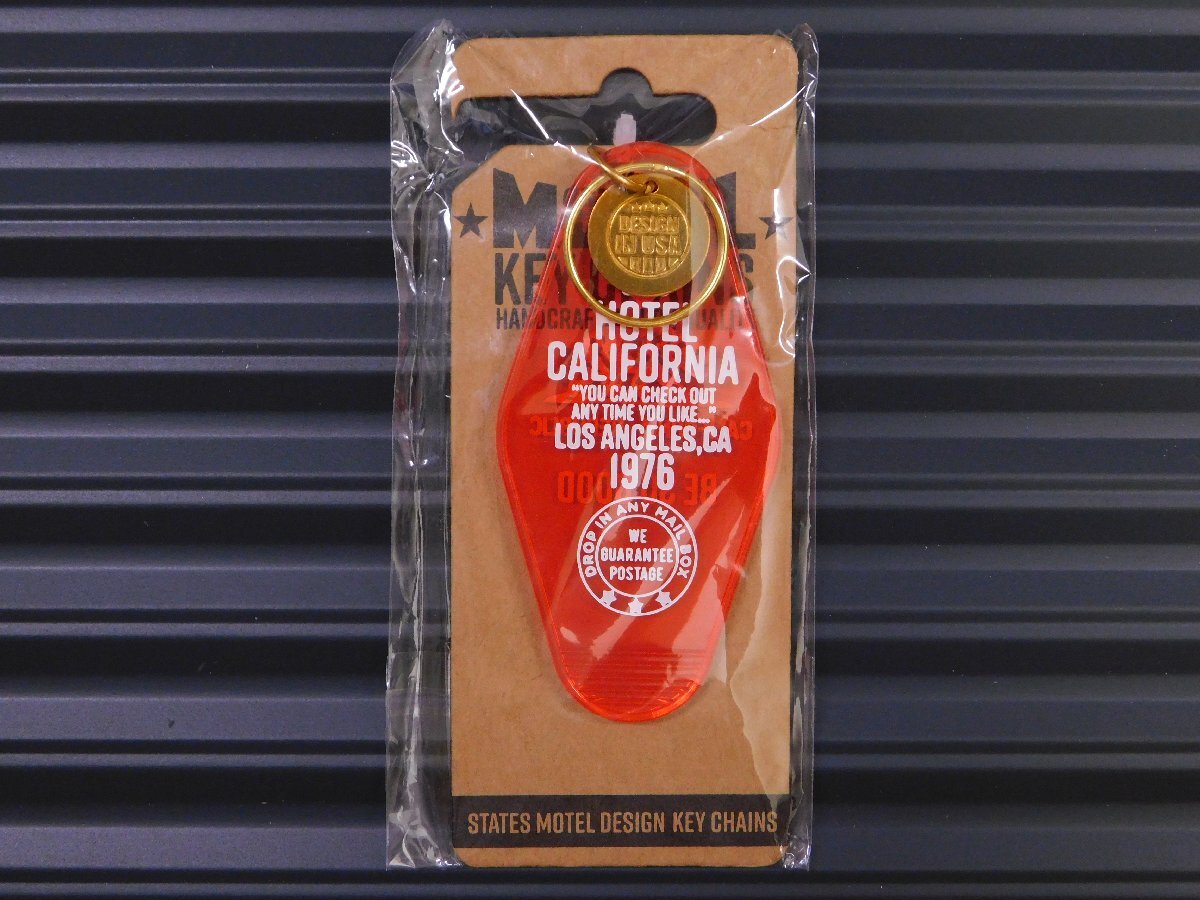 DESIGN
IN USA
KEY
HOTEL
CALIFORNIA
"YOU CAN CHECK OUT
ANY TIME YOU LIKE..."
LOS ANGELES,CA
1976
DROP IN ANY MAIL BOX
WE
GUARANTEE
POSTAGE
STATES MOTEL DESIGN KEY CHAINS